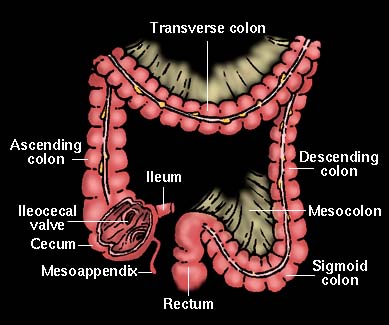 Transverse colon
Ascending
colon
Ileum
Descending
colon
Ileocecal
valve
Mesocolon
Cecum
Mesoappendix
Sigmoid
colon
Rectum